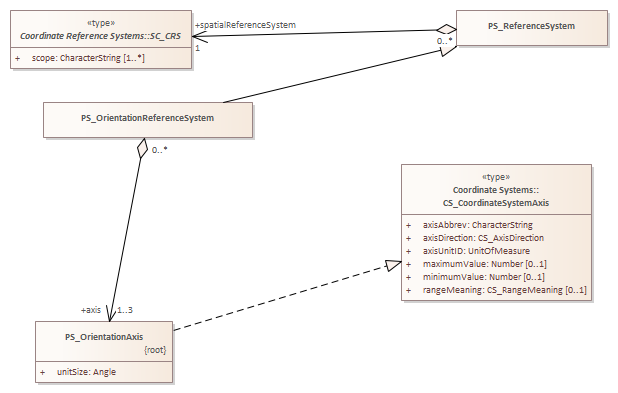 «type»
Coordinate Reference Systems::SC_CRS
+ scope: CharacterString [1..*]
+spatialReferenceSystem
1
0..*
PS_ReferenceSystem
PS_OrientationReferenceSystem
0..*
«type»
Coordinate Systems::
CS_CoordinateSystemAxis
+ axisAbbrev: CharacterString
+ axisDirection: CS_AxisDirection
+ axisUnitID: UnitOfMeasure
+ maximumValue: Number [0..1]
+ minimumValue: Number [0..1]
+ rangeMeaning: CS_RangeMeaning [0..1]
+axis
1..3
PS_OrientationAxis
{root}
+ unitSize: Angle